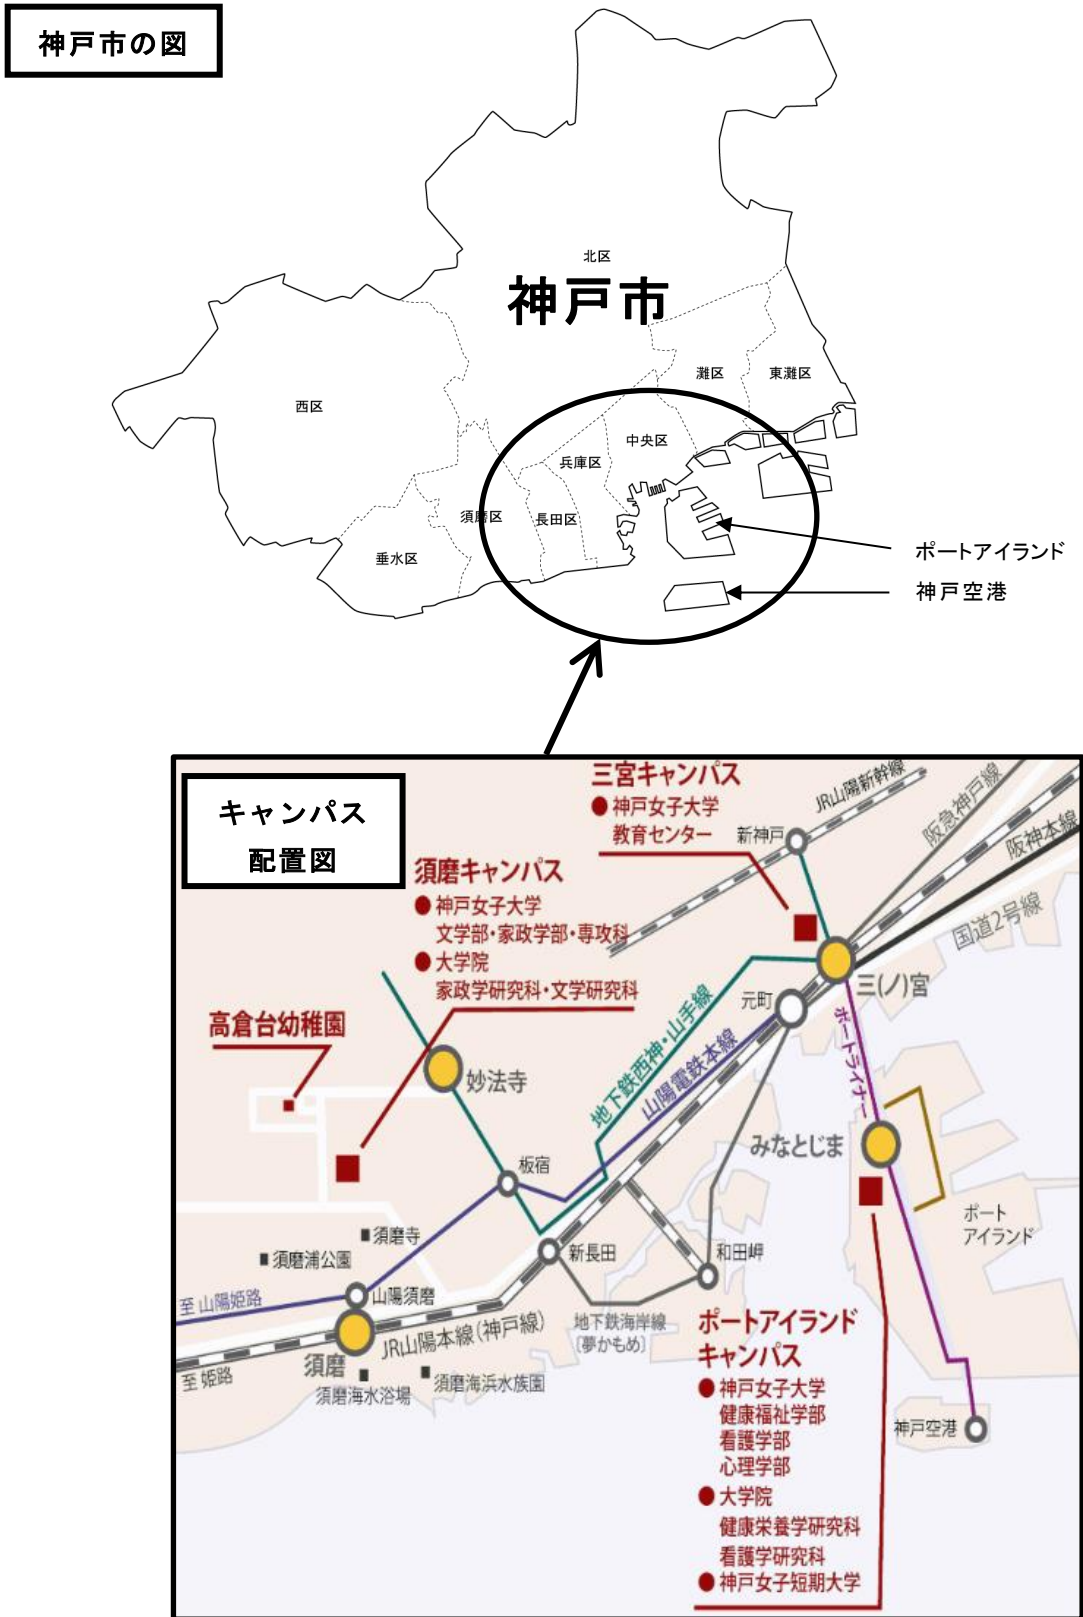 神戸市の図
北区
神戸市
灘区
東灘区
西区
中央区
兵庫区
須磨区
長田区
垂水区
ポートアイランド
神戸空港
キャンパス
配置図
三宮キャンパス
●神戸女子大学
教育センター
新神戸
JR山陽新幹線
阪急神戸線
阪神本線
国道2号線
須磨キャンパス
●神戸女子大学
文学部・家政学部・専攻科
●大学院
家政学研究科・文学研究科
高倉台幼稚園
妙法寺
元町
三(ノ)宮
地下鉄西神・山手線
山陽電鉄本線
ポートライナー
みなとじま
板宿
ポート
アイランド
須磨寺
須磨浦公園
新長田
和田岬
至 山陽姫路
山陽須磨
JR山陽本線(神戸線)
地下鉄海岸線
〔夢かもめ〕
須磨
至 姫路
須磨海水浴場
須磨海浜水族園
ポートアイランド
キャンパス
●神戸女子大学
健康福祉学部
看護学部
心理学部
●大学院
健康栄養学研究科
看護学研究科
●神戸女子短期大学
神戸空港